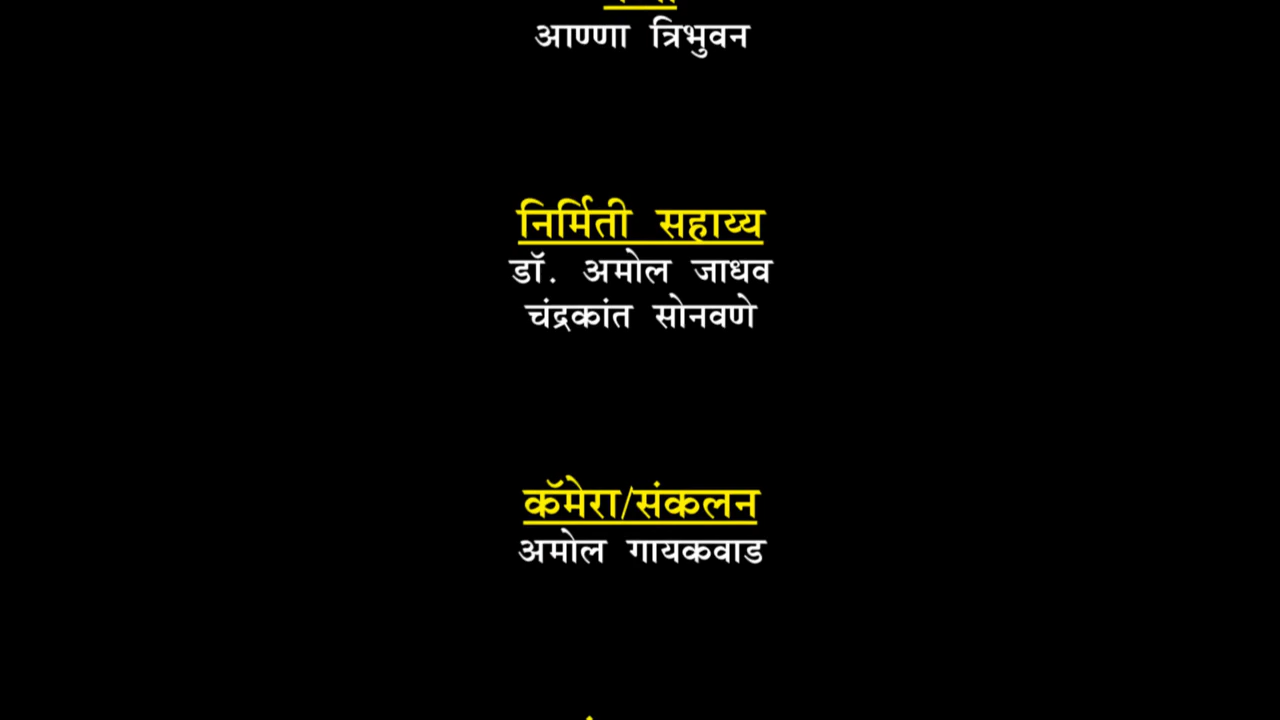 आण्णा त्रिभुवन
निर्मिती सहाय्य
डॉ. अमोल जाधव
चंद्रकांत सोनवणे
कॅमेरा/संकलन
अमोल गायकवाड